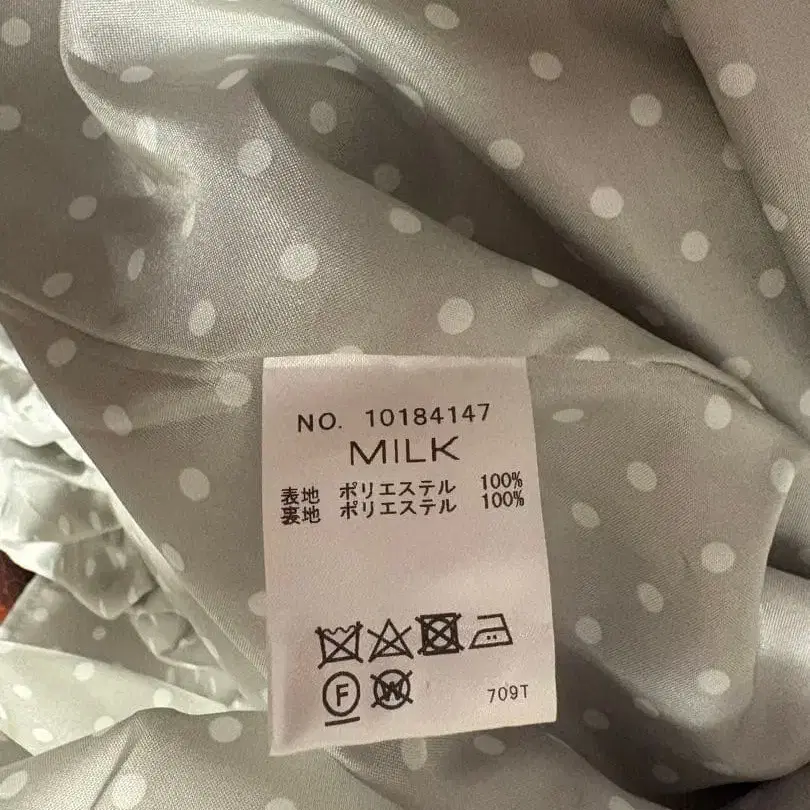 NO. 10184147
MILK
表地 ポリエステル 100%
裏地 ポリエステル 100%
F W
709T